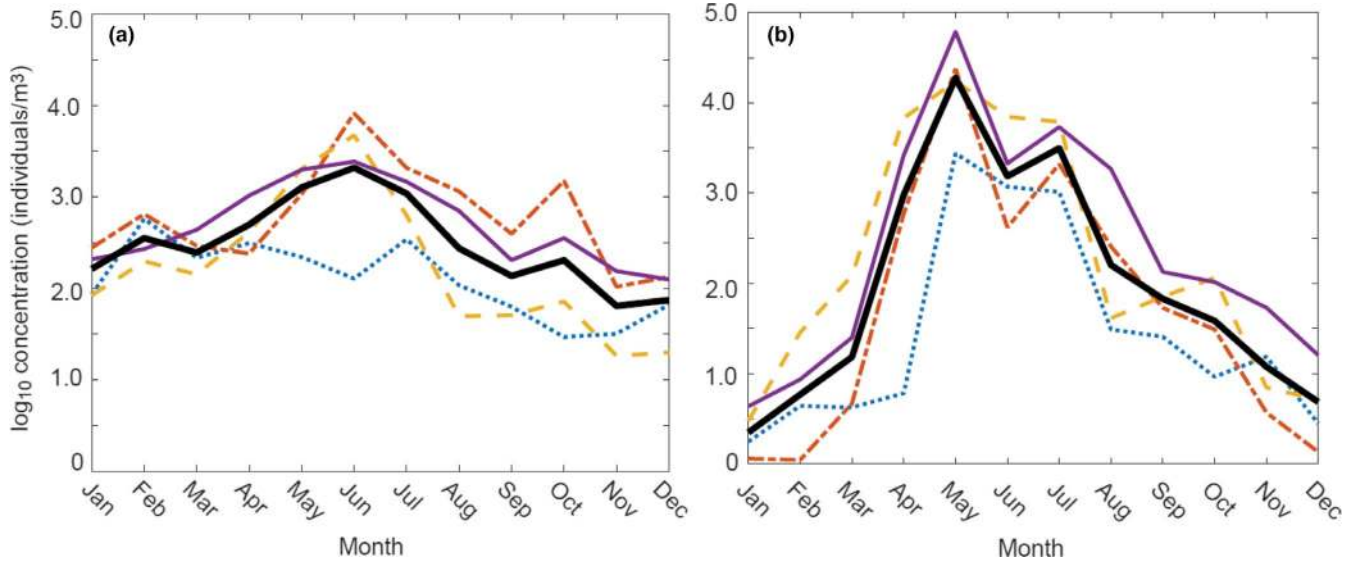 (a)
log₁₀ concentration (individuals/m³)
5.0
4.0
3.0
2.0
1.0
0
Jan
Feb
Mar
Apr
May
Jun
Jul
Aug
Sep
Oct
Nov
Dec
Month
(b)
5.0
4.0
3.0
2.0
1.0
0
Jan
Feb
Mar
Apr
May
Jun
Jul
Aug
Sep
Oct
Nov
Dec
Month